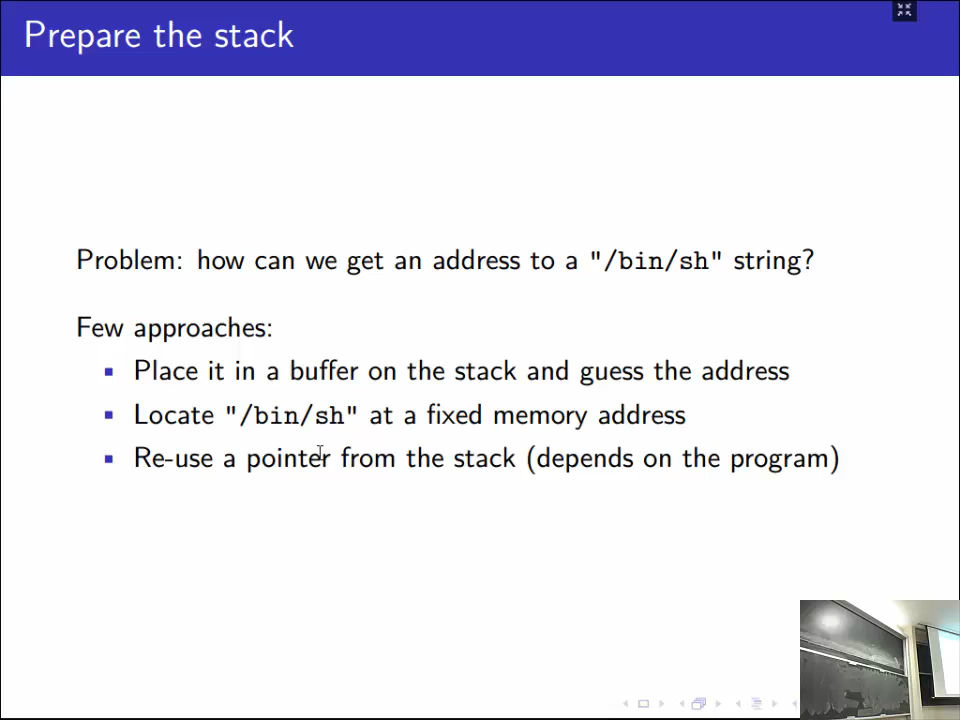 Prepare the stack
Problem: how can we get an address to a "/bin/sh" string?
Few approaches:
Place it in a buffer on the stack and guess the address
Locate "/bin/sh" at a fixed memory address
Re-use a pointer from the stack (depends on the program)